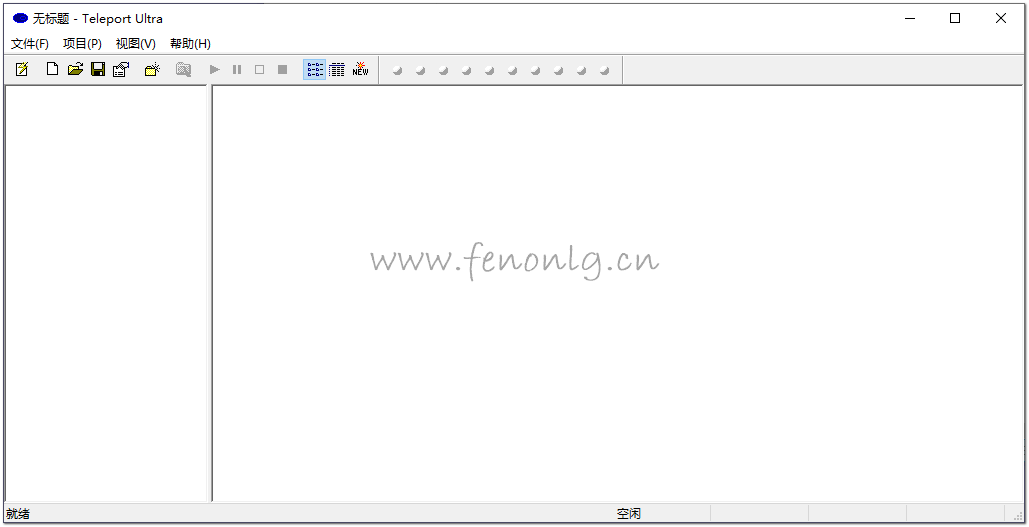 无标题 - Teleport Ultra
文件(F) 项目(P) 视图(V) 帮助(H)
NEW
www.fenonlg.cn
就绪 空闲